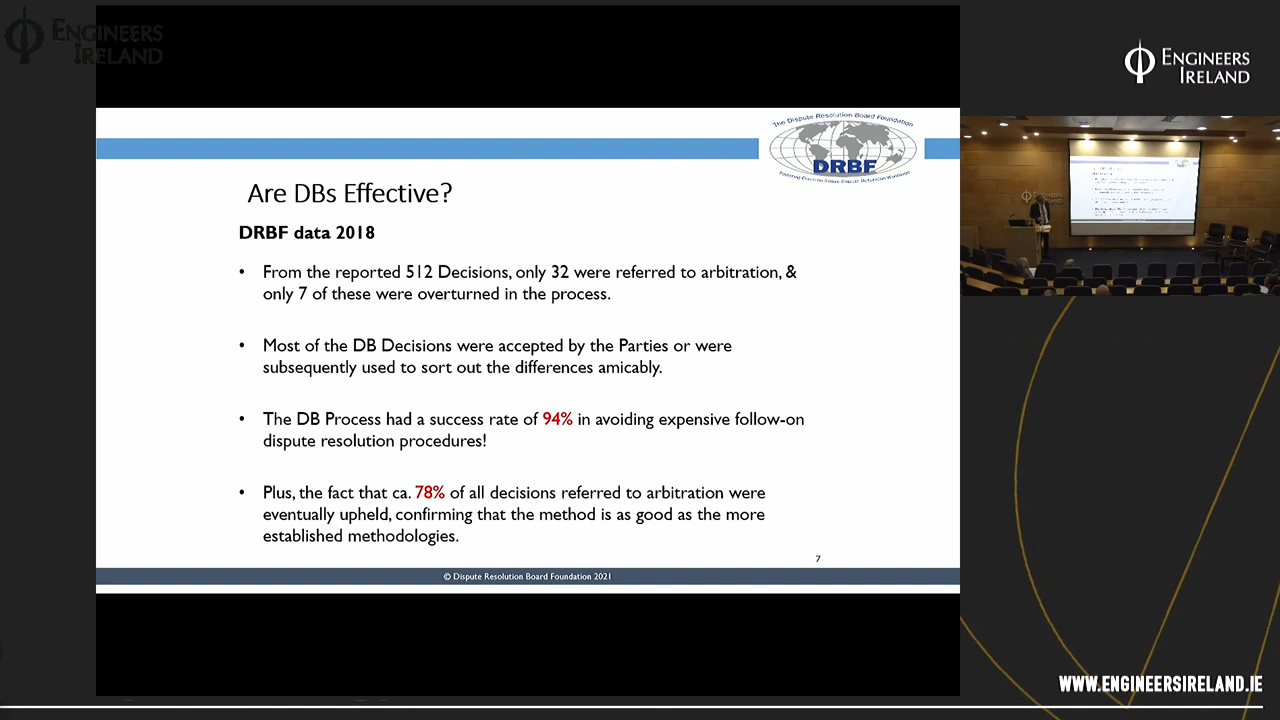 ENGINEERS
IRELAND
ENGINEERS
IRELAND
The Dispute Resolution Board Foundation
DRBF
Are DBs Effective?
DRBF data 2018
• From the reported 512 Decisions, only 32 were referred to arbitration, &
only 7 of these were overturned in the process.
• Most of the DB Decisions were accepted by the Parties or were
subsequently used to sort out the differences amicably.
• The DB Process had a success rate of 94% in avoiding expensive follow-on
dispute resolution procedures!
• Plus, the fact that ca. 78% of all decisions referred to arbitration were
eventually upheld, confirming that the method is as good as the more
established methodologies.
7
© Dispute Resolution Board Foundation 2021
WWW.ENGINEERSIRELAND.IE